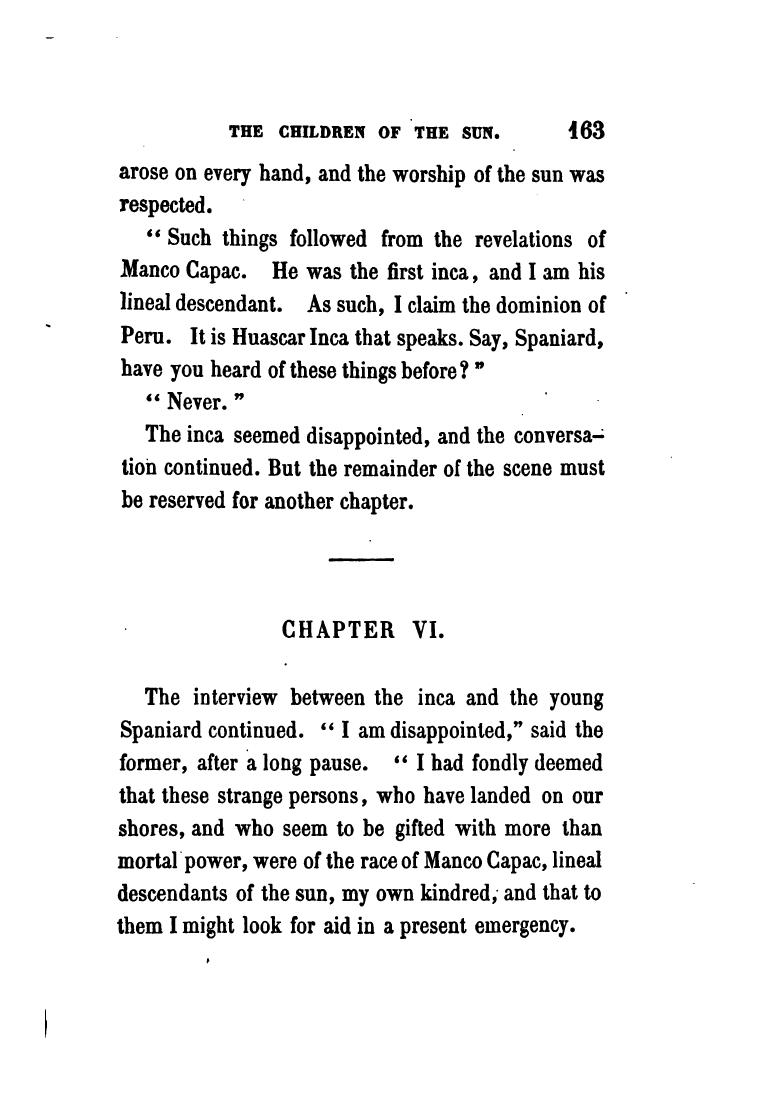 THE CHILDREN OF THE SUN. 163
arose on every hand, and the worship of the sun was
respected.
“ Such things followed from the revelations of
Manco Capac. He was the first inca, and I am his
lineal descendant. As such, I claim the dominion of
Peru. It is Huascar Inca that speaks. Say, Spaniard,
have you heard of these things before? ”
“ Never. ”
The inca seemed disappointed, and the conversa-
tion continued. But the remainder of the scene must
be reserved for another chapter.
CHAPTER VI.
The interview between the inca and the young
Spaniard continued. “ I am disappointed,” said the
former, after a long pause. “ I had fondly deemed
that these strange persons, who have landed on our
shores, and who seem to be gifted with more than
mortal power, were of the race of Manco Capac, lineal
descendants of the sun, my own kindred, and that to
them I might look for aid in a present emergency.